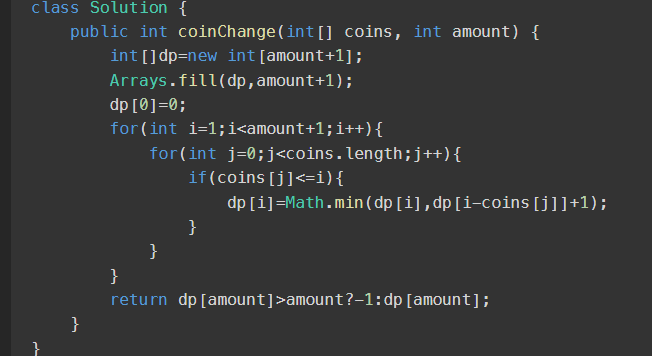 class Solution {
    public int coinChange(int[] coins, int amount) {
        int[]dp=new int[amount+1];
        Arrays.fill(dp,amount+1);
        dp[0]=0;
        for(int i=1;i<amount+1;i++){
            for(int j=0;j<coins.length;j++){
                if(coins[j]<=i){
                    dp[i]=Math.min(dp[i],dp[i-coins[j]]+1);
                }
            }
        }
        return dp[amount]>amount?-1:dp[amount];
    }
}